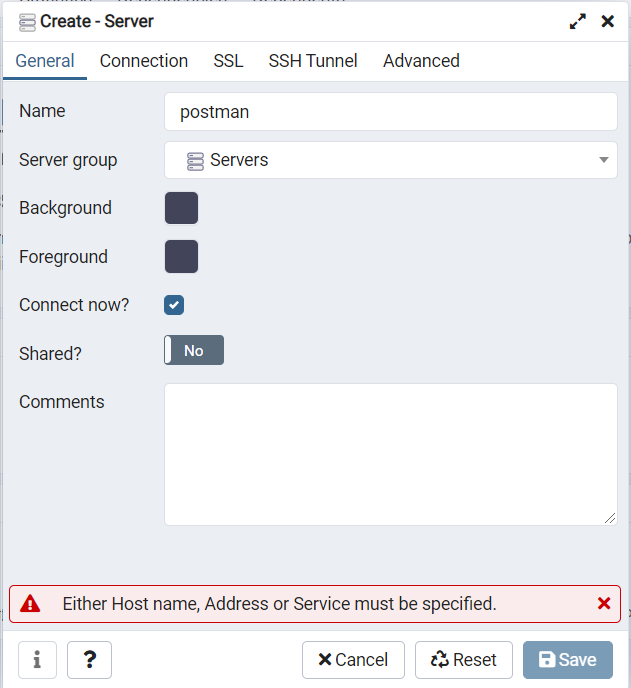 Create - Server
General Connection SSL SSH Tunnel Advanced
Name postman
Server group Servers
Background
Foreground
Connect now?
Shared? No
Comments
Either Host name, Address or Service must be specified.
i ? Cancel Reset Save